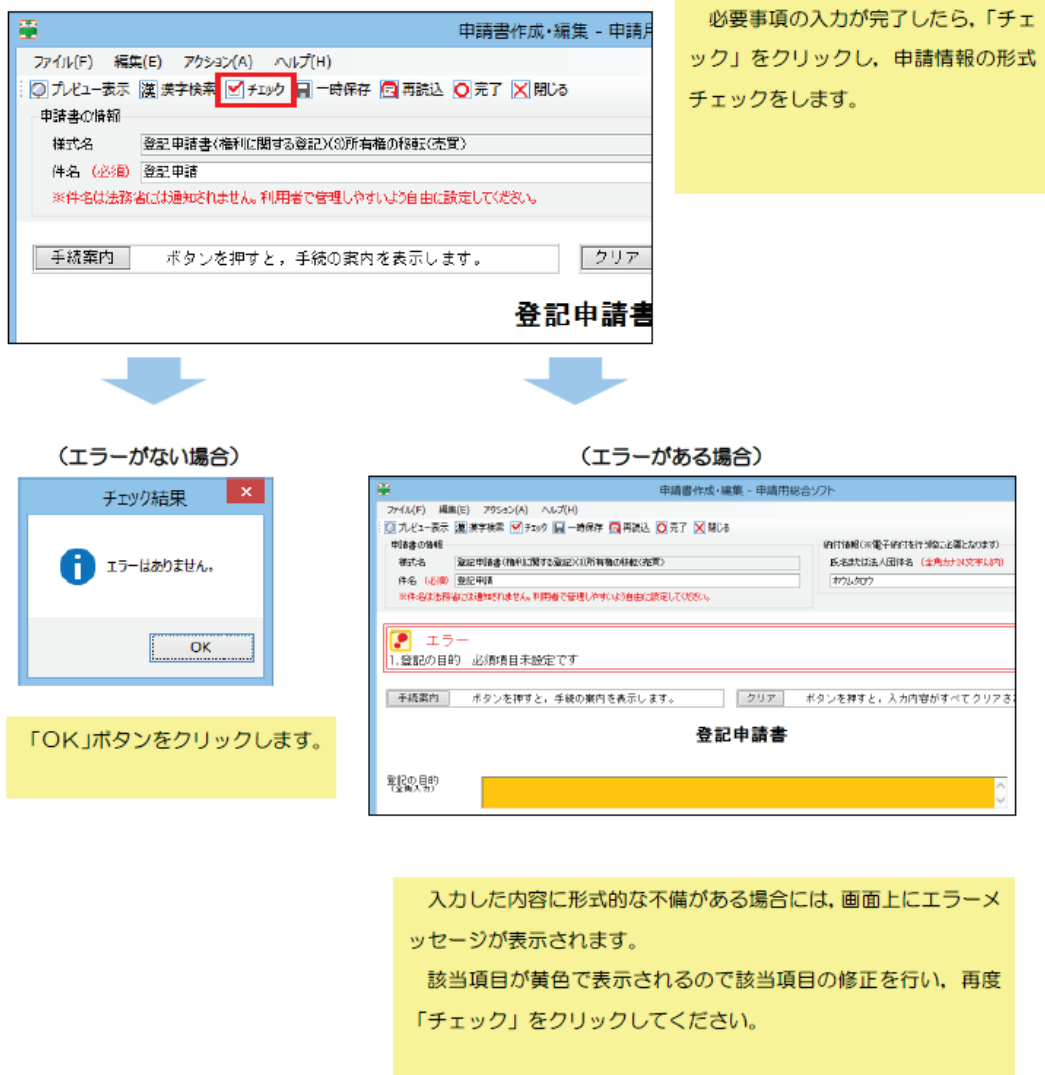 申請書作成・編集 - 申請用
ファイル(F) 編集(E) アクション(A) ヘルプ(H)
プレビュー表示 漢 漢字検索 チェック 一時保存 再読込 完了 閉じる
申請書の情報
様式名 登記申請書(権利に関する登記)(3)所有権の移転(売買)
件名 (必須) 登記申請
※件名は法務省には通知されません。利用者で管理しやすいよう自由に設定してください。
手続案内 ボタンを押すと，手続の案内を表示します。 クリア
登記申請書
必要事項の入力が完了したら，「チェ
ック」をクリックし，申請情報の形式
チェックをします。
（エラーがない場合）
チェック結果
エラーはありません。
OK
「OK」ボタンをクリックします。
（エラーがある場合）
申請書作成・編集 - 申請用総合ソフト
ファイル(F) 編集(E) アクション(A) ヘルプ(H)
プレビュー表示 漢 漢字検索 チェック 一時保存 再読込 完了 閉じる
申請書の情報
様式名 登記申請書(権利に関する登記)(3)所有権の移転(売買)
件名 (必須) 登記申請
※件名は法務省には通知されません。利用者で管理しやすいよう自由に設定してください。
納付情報(※電子納付を行う際に必要となります)
氏名または法人団体名 (全角カナ24文字以内)
ホウムタロウ
エラー
1.登記の目的 必須項目未設定です
手続案内 ボタンを押すと，手続の案内を表示します。 クリア ボタンを押すと，入力内容がすべてクリアさ
登記申請書
登記の目的
(全角入力)
入力した内容に形式的な不備がある場合には，画面上にエラーメ
ッセージが表示されます。
該当項目が黄色で表示されるので該当項目の修正を行い，再度
「チェック」をクリックしてください。